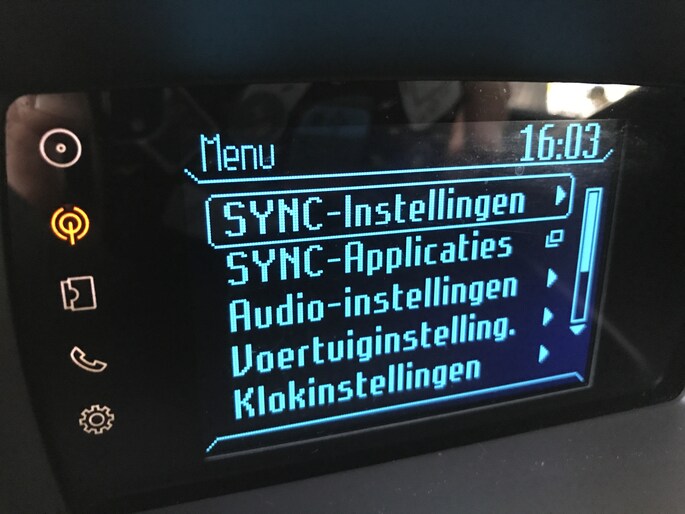 Menu
16:03
SYNC-Instellingen
SYNC-Applicaties
Audio-instellingen
Voertuiginstelling.
Klokinstellingen